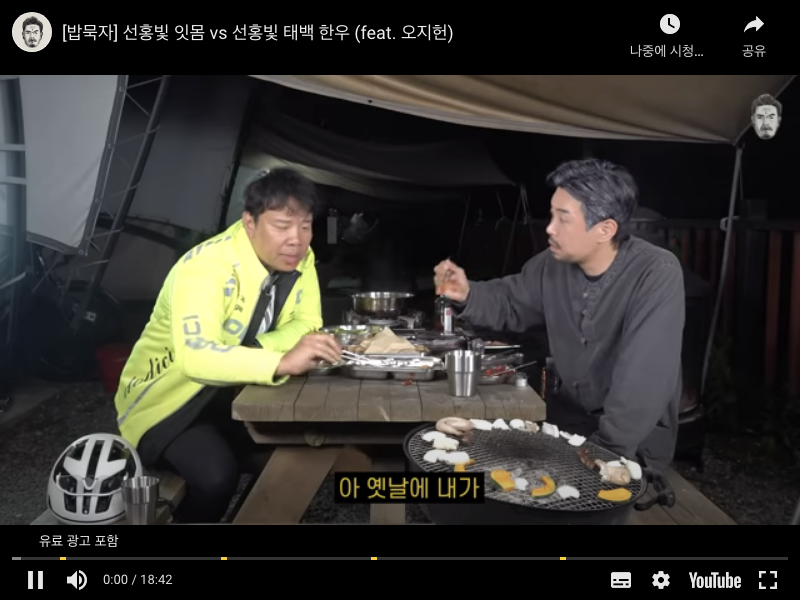 [밥묵자] 선홍빛 잇몸 vs 선홍빛 태백 한우 (feat. 오지헌)
나중에 시청...
공유
아 옛날에 내가
유료 광고 포함
0:00 / 18:42
YouTube